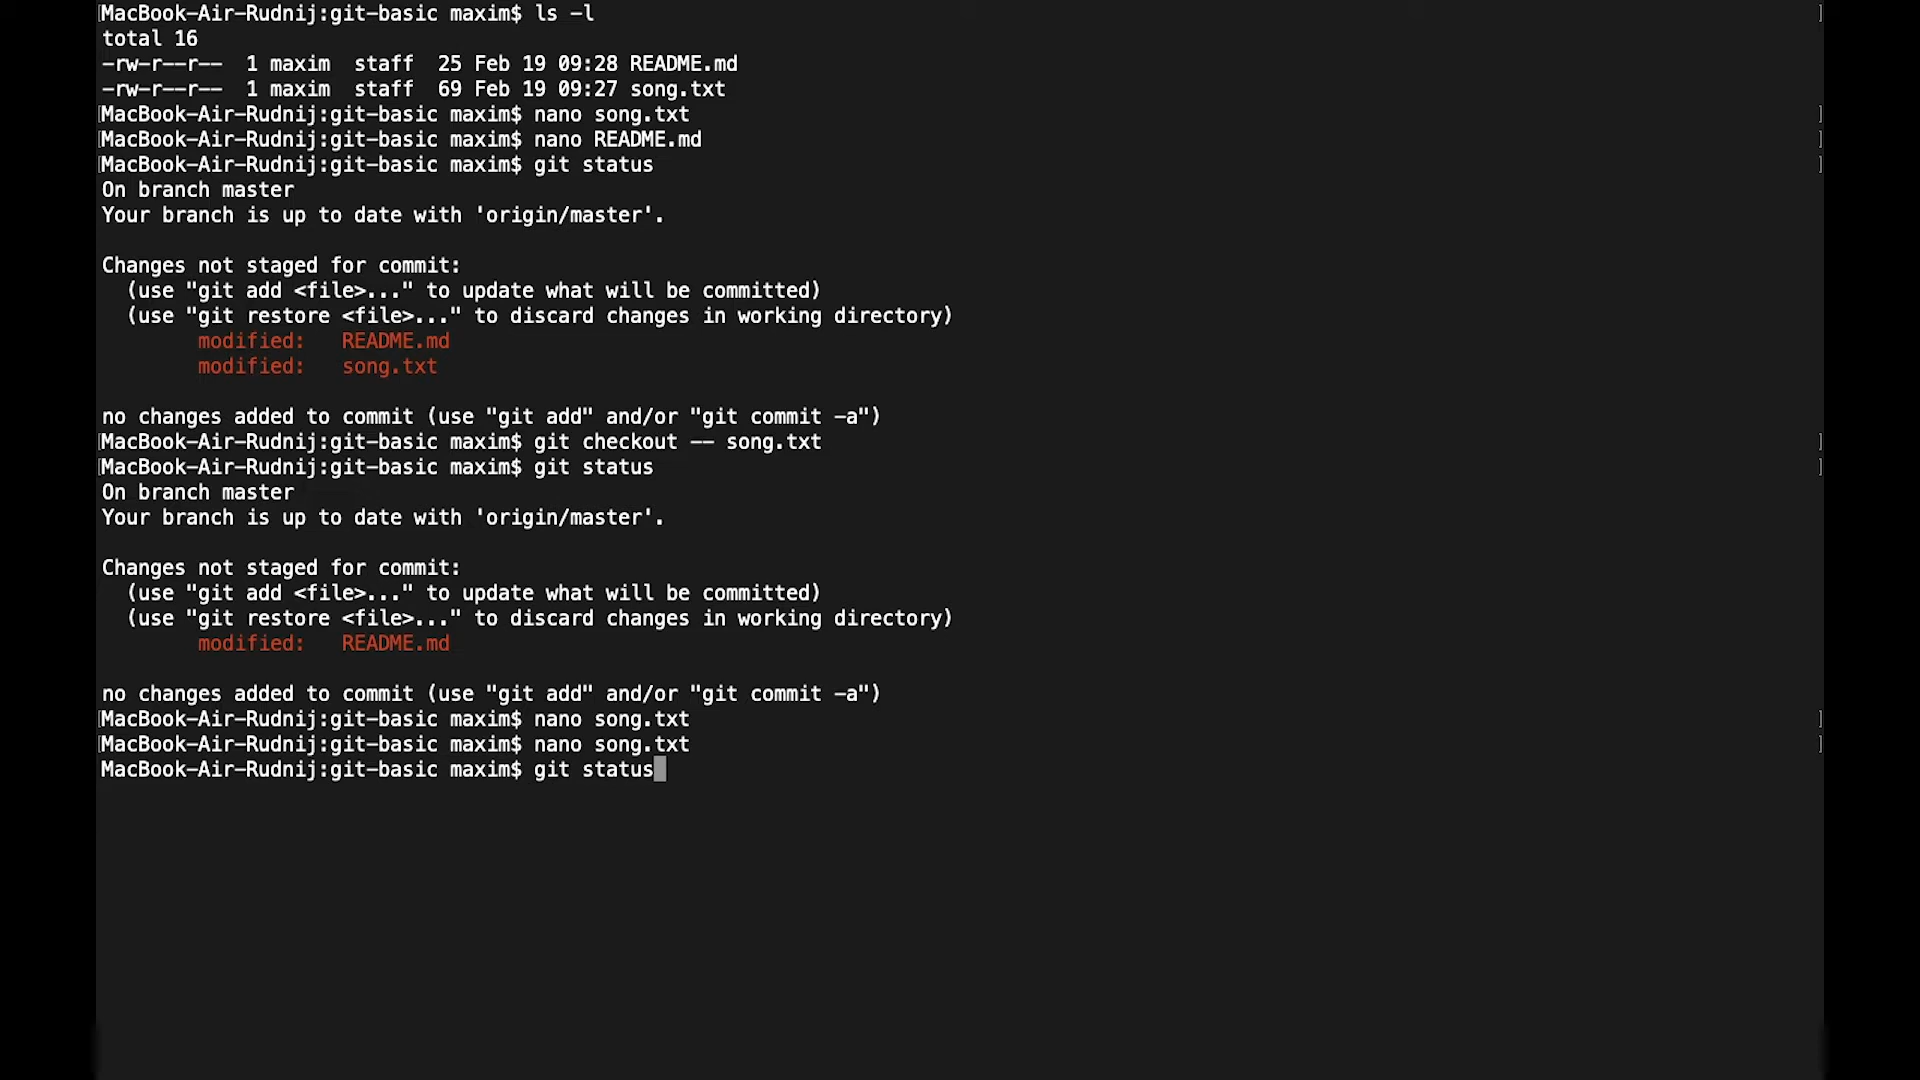 [MacBook-Air-Rudnij:git-basic maxim$ ls -l ]
total 16
-rw-r--r--  1 maxim  staff  25 Feb 19 09:28 README.md
-rw-r--r--  1 maxim  staff  69 Feb 19 09:27 song.txt
[MacBook-Air-Rudnij:git-basic maxim$ nano song.txt ]
[MacBook-Air-Rudnij:git-basic maxim$ nano README.md ]
[MacBook-Air-Rudnij:git-basic maxim$ git status ]
On branch master
Your branch is up to date with 'origin/master'.

Changes not staged for commit:
  (use "git add <file>..." to update what will be committed)
  (use "git restore <file>..." to discard changes in working directory)
        modified:   README.md
        modified:   song.txt

no changes added to commit (use "git add" and/or "git commit -a")
[MacBook-Air-Rudnij:git-basic maxim$ git checkout -- song.txt ]
[MacBook-Air-Rudnij:git-basic maxim$ git status ]
On branch master
Your branch is up to date with 'origin/master'.

Changes not staged for commit:
  (use "git add <file>..." to update what will be committed)
  (use "git restore <file>..." to discard changes in working directory)
        modified:   README.md

no changes added to commit (use "git add" and/or "git commit -a")
[MacBook-Air-Rudnij:git-basic maxim$ nano song.txt ]
[MacBook-Air-Rudnij:git-basic maxim$ nano song.txt ]
MacBook-Air-Rudnij:git-basic maxim$ git status